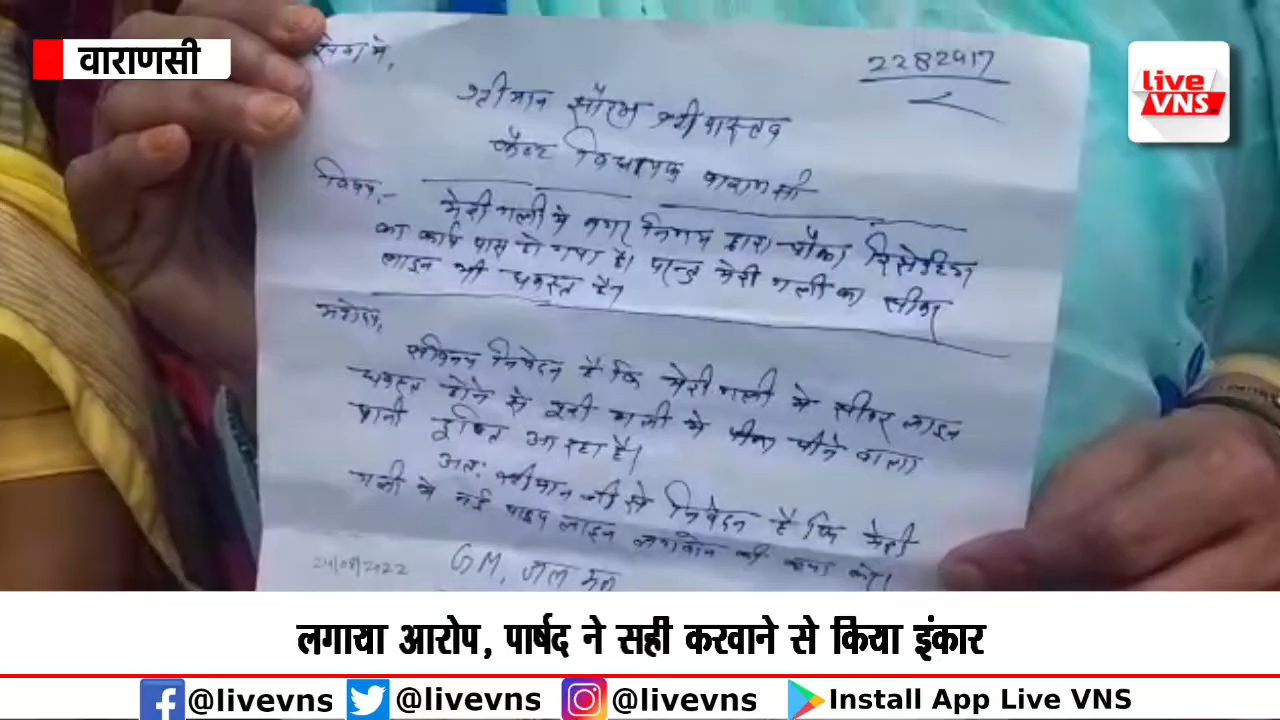 वाराणसी
live
VNS
सेवा में,
2282917
श्रीमान सौरभ श्रीवास्तव
कैन्ट विधायक वाराणसी
विषय:- मेरी गली मे नगर निगम द्वारा चौका रिसेटिंग
का कार्य पास हो गया है। परन्तु मेरी गली का सीवर
लाइन भी ध्वस्त है।
महोदय,
सविनय निवेदन है कि मेरी गली मे सीवर लाइन
ध्वस्त होने से पूरी गली मे पीने वाला
पानी दूषित आ रहा है।
अत: श्रीमान जी से निवेदन है कि मेरी
गली मे नई पाइप लाइन लगवाने की कृपा करे।
24/08/2022
GM, जल
लगाया आरोप, पार्षद ने सही करवाने से किया इंकार
@livevns @livevns @livevns Install App Live VNS